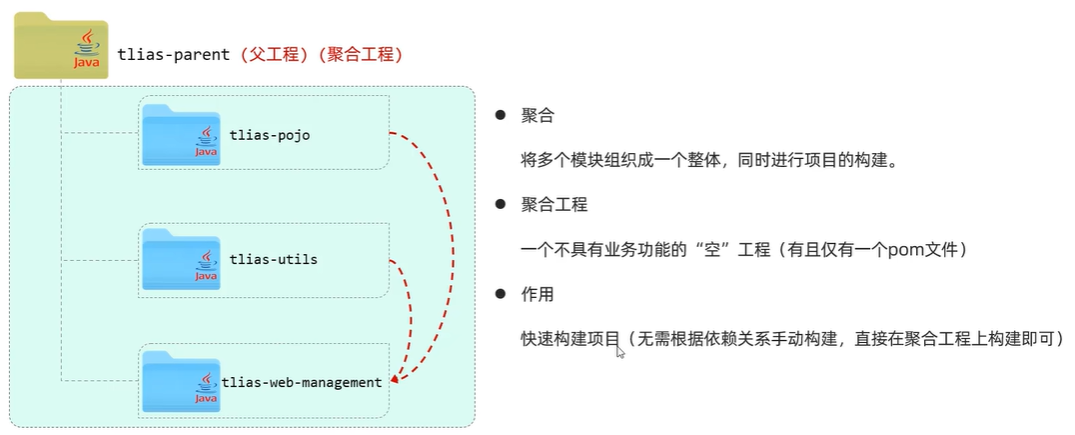 Java
tlias-parent（父工程）（聚合工程）
Java
tlias-pojo
Java
tlias-utils
Java
tlias-web-management
● 聚合
将多个模块组织成一个整体，同时进行项目的构建。
● 聚合工程
一个不具有业务功能的“空”工程（有且仅有一个pom文件）
● 作用
快速构建项目（无需根据依赖关系手动构建，直接在聚合工程上构建即可）